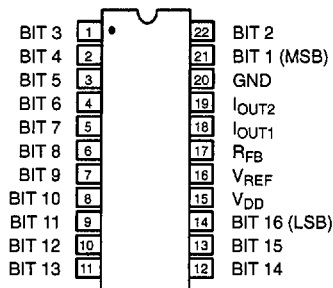 BIT 3 1 22 BIT 2
BIT 4 2 21 BIT 1 (MSB)
BIT 5 3 20 GND
BIT 6 4 19 IOUT2
BIT 7 5 18 IOUT1
BIT 8 6 17 RFB
BIT 9 7 16 VREF
BIT 10 8 15 VDD
BIT 11 9 14 BIT 16 (LSB)
BIT 12 10 13 BIT 15
BIT 13 11 12 BIT 14